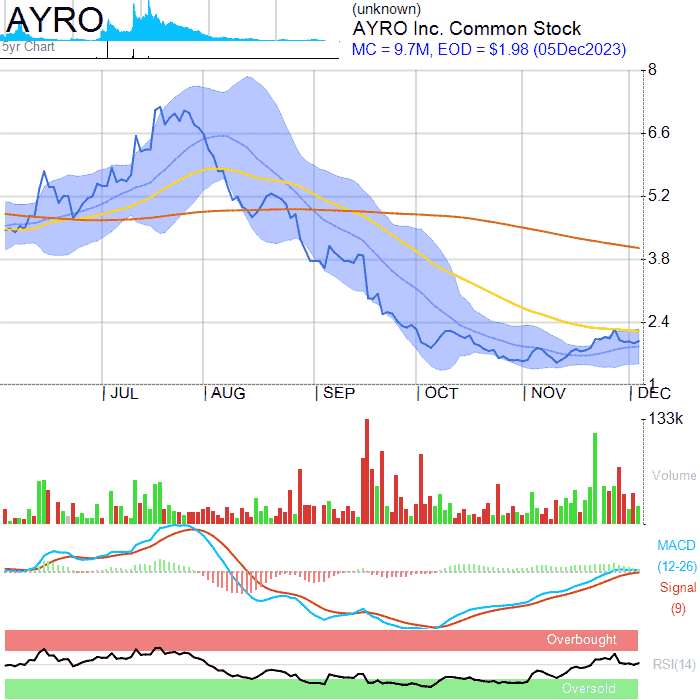 AYRO
5yr Chart
(unknown)
AYRO Inc. Common Stock
MC = 9.7M, EOD = $1.98 (05Dec2023)
8
6.6
5.2
3.8
2.4
1
JUL AUG SEP OCT NOV DEC
133k
Volume
MACD
(12-26)
Signal
(9)
Overbought
RSI(14)
Oversold